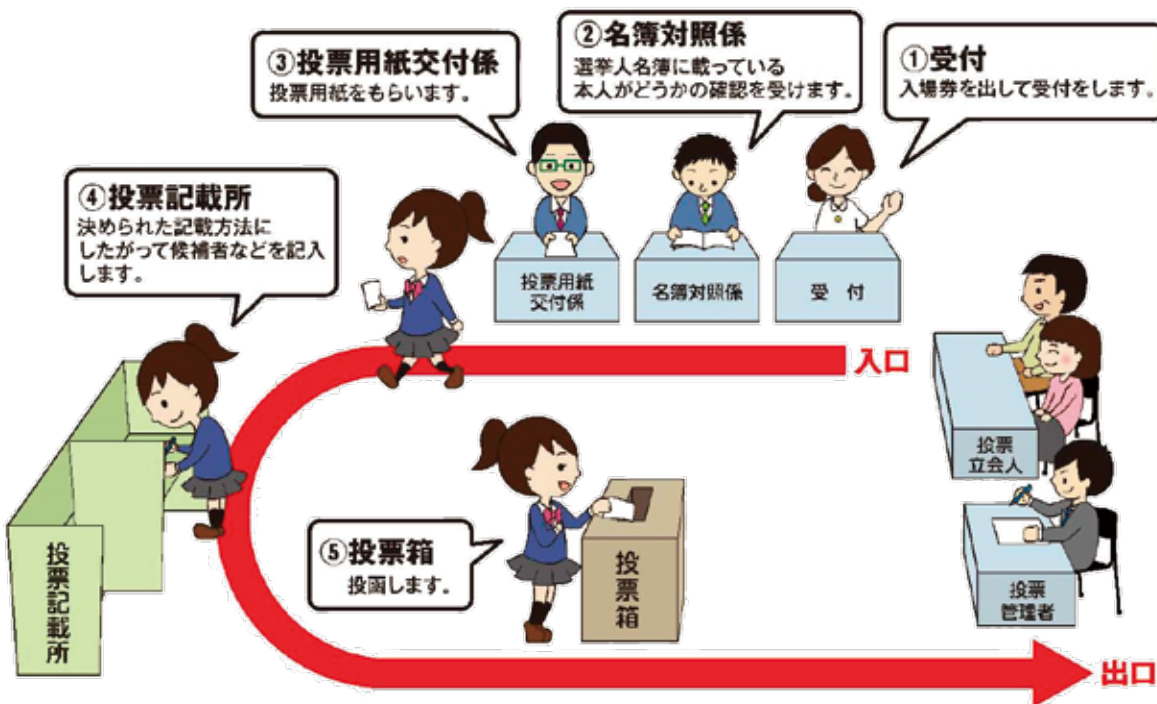 ①受付
入場券を出して受付をします。
②名簿対照係
選挙人名簿に載っている
本人がどうかの確認を受けます。
③投票用紙交付係
投票用紙をもらいます。
④投票記載所
決められた記載方法に
したがって候補者などを記入
します。
投票用紙
交付係
名簿対照係
受付
入口
投票
立会人
投票
管理者
投票記載所
⑤投票箱
投函します。
投票箱
出口